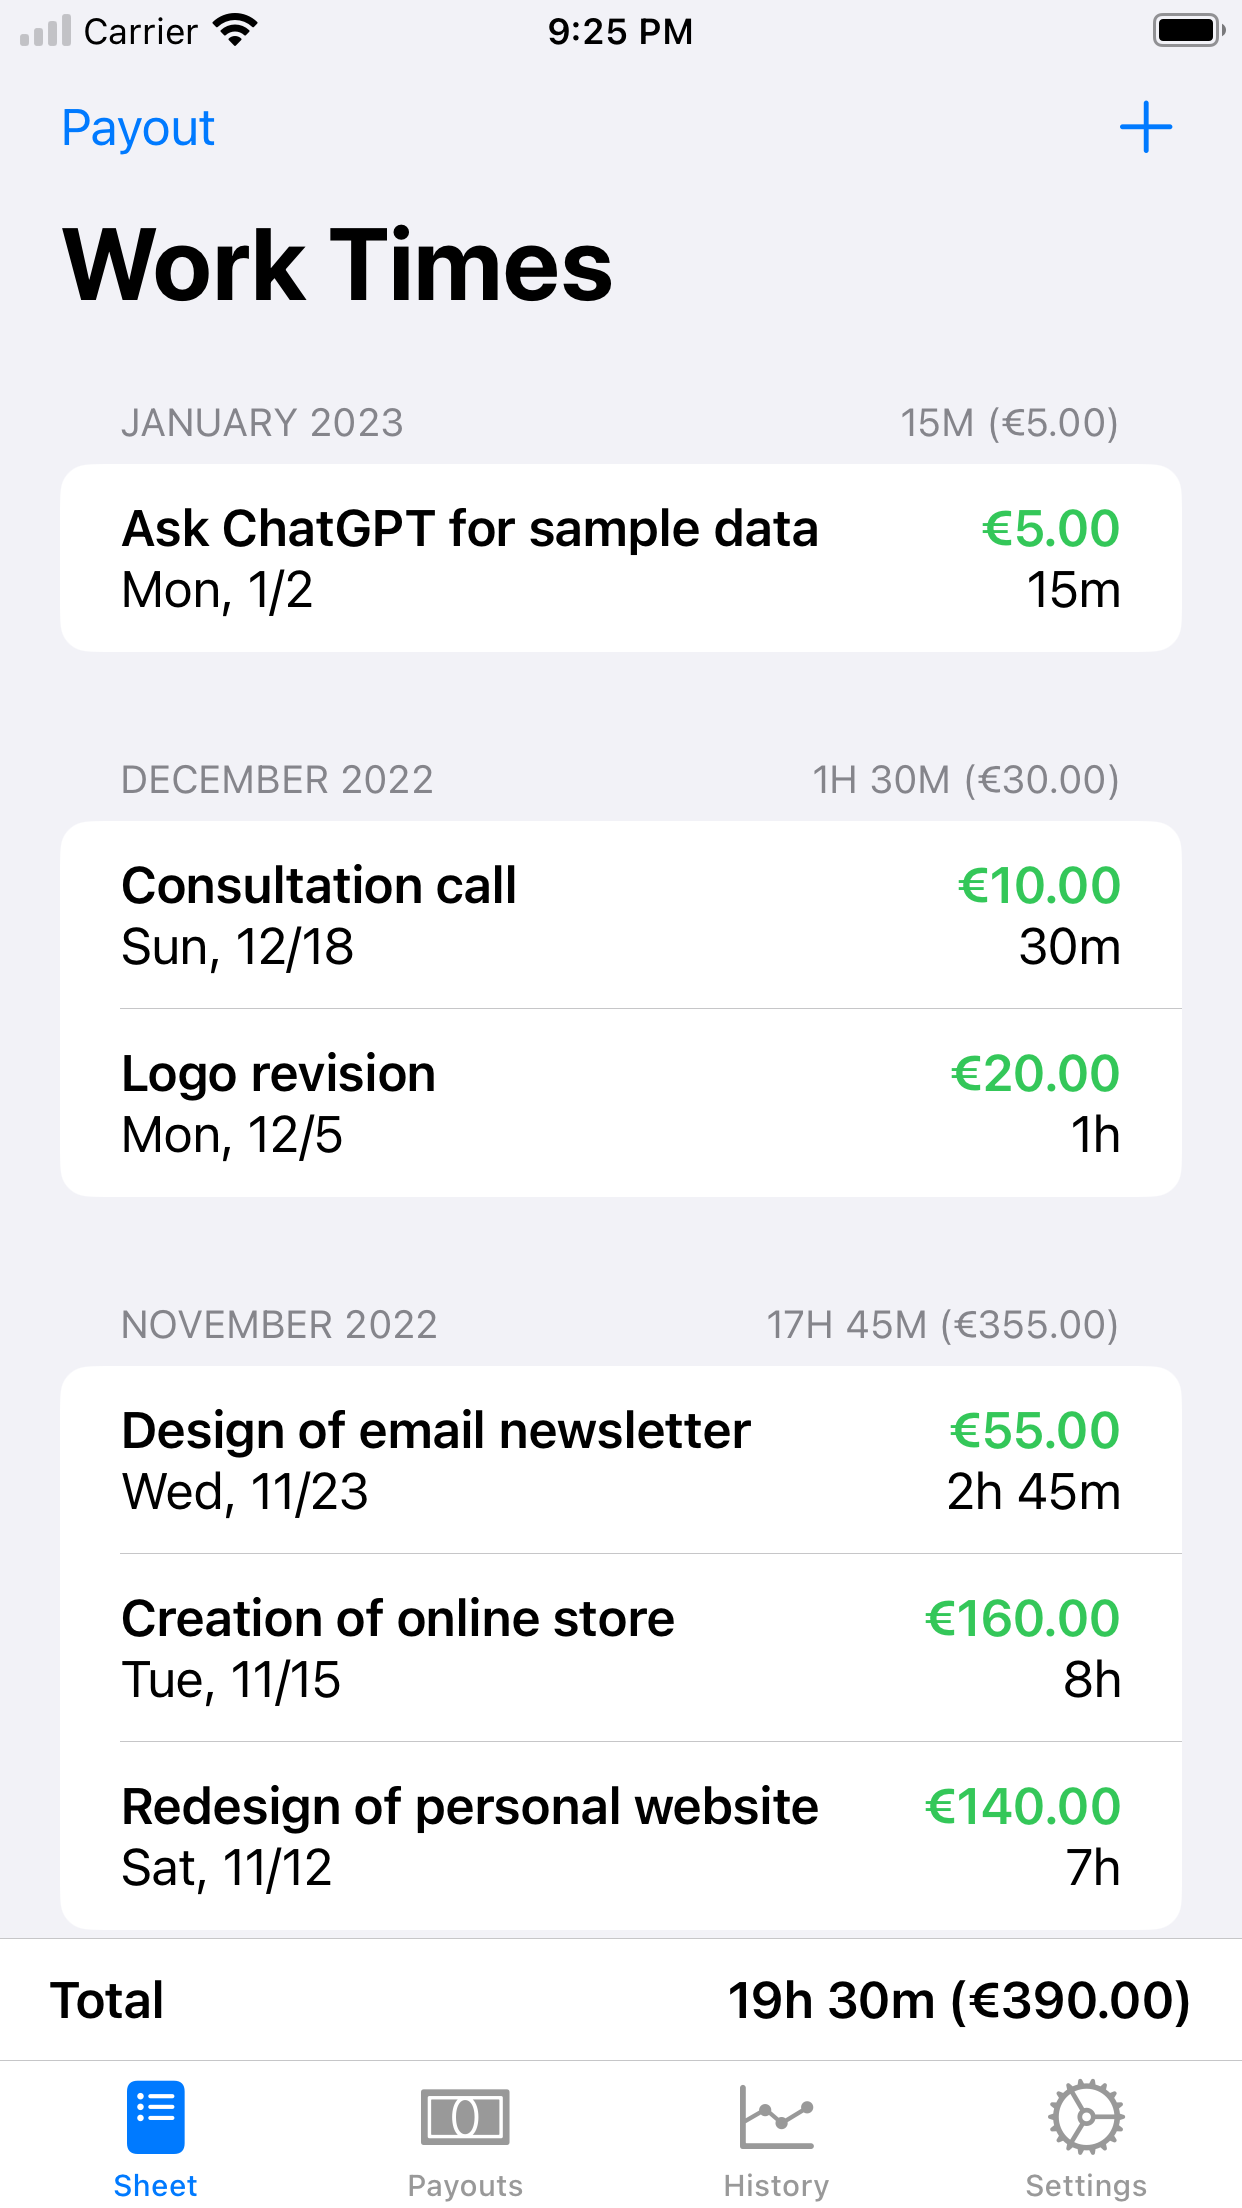 Carrier 9:25 PM
Payout
Work Times
JANUARY 2023 15M (€5.00)
Ask ChatGPT for sample data €5.00
Mon, 1/2 15m
DECEMBER 2022 1H 30M (€30.00)
Consultation call €10.00
Sun, 12/18 30m
Logo revision €20.00
Mon, 12/5 1h
NOVEMBER 2022 17H 45M (€355.00)
Design of email newsletter €55.00
Wed, 11/23 2h 45m
Creation of online store €160.00
Tue, 11/15 8h
Redesign of personal website €140.00
Sat, 11/12 7h
Total 19h 30m (€390.00)
Sheet Payouts History Settings